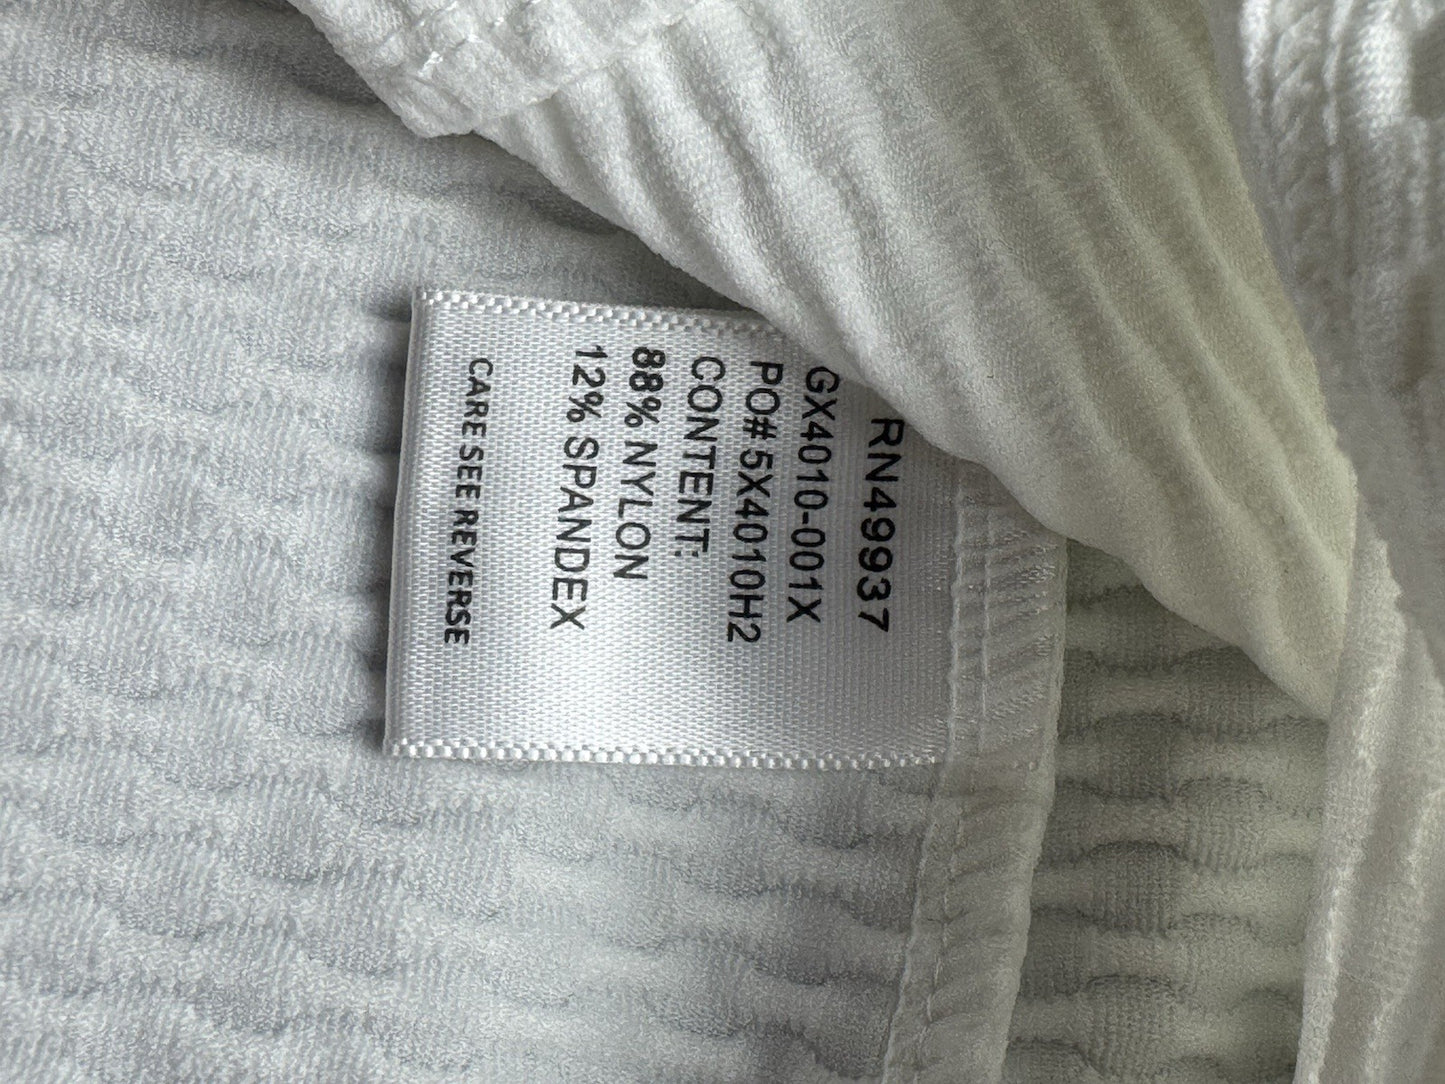 RN49937
GX4010-001X
PO# 5X4010H2
CONTENT:
88% NYLON
12% SPANDEX
CARE SEE REVERSE